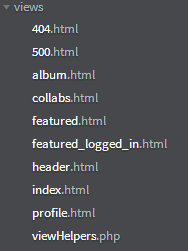 views
404.html
500.html
album.html
collabs.html
featured.html
featured_logged_in.html
header.html
index.html
profile.html
viewHelpers.php